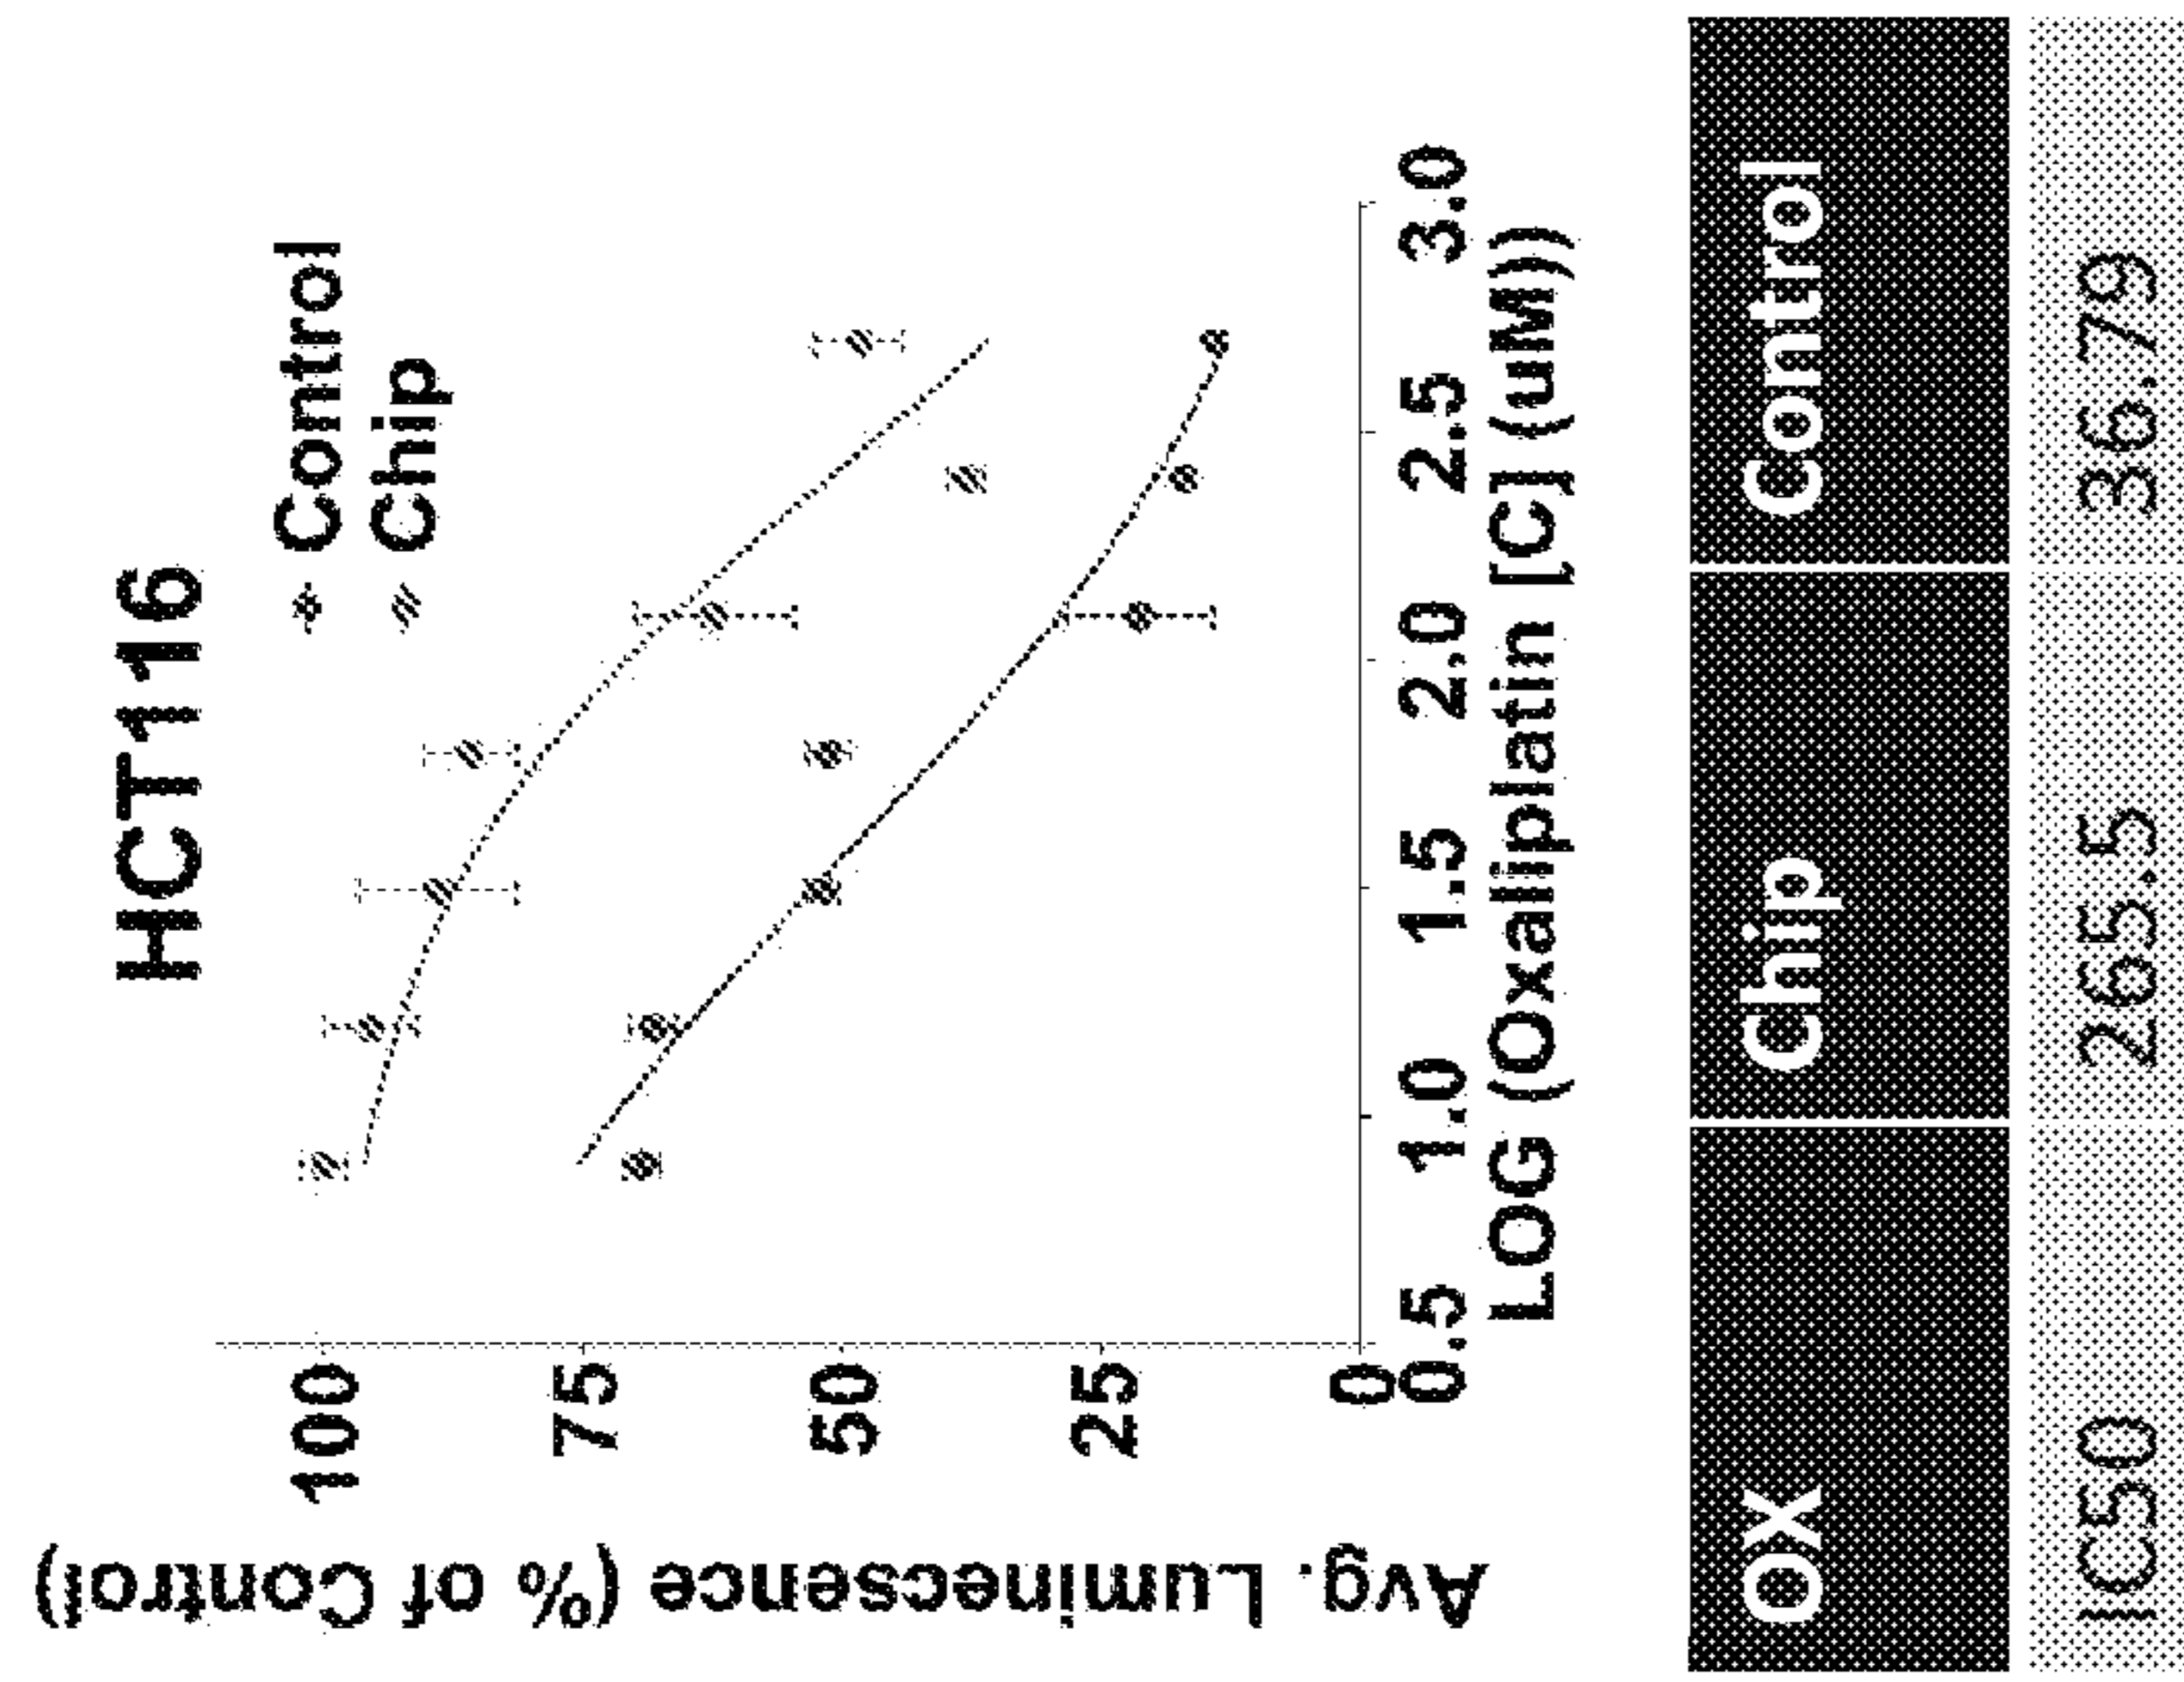 HCT116
Control
Chip
Avg. Luminecsence (% of Control)
100
75
50
25
0
0.5 1.0 1.5 2.0 2.5 3.0
LOG (Oxaliplatin [C] (uM))
OX Chip Control
IC50 265.5 36.79